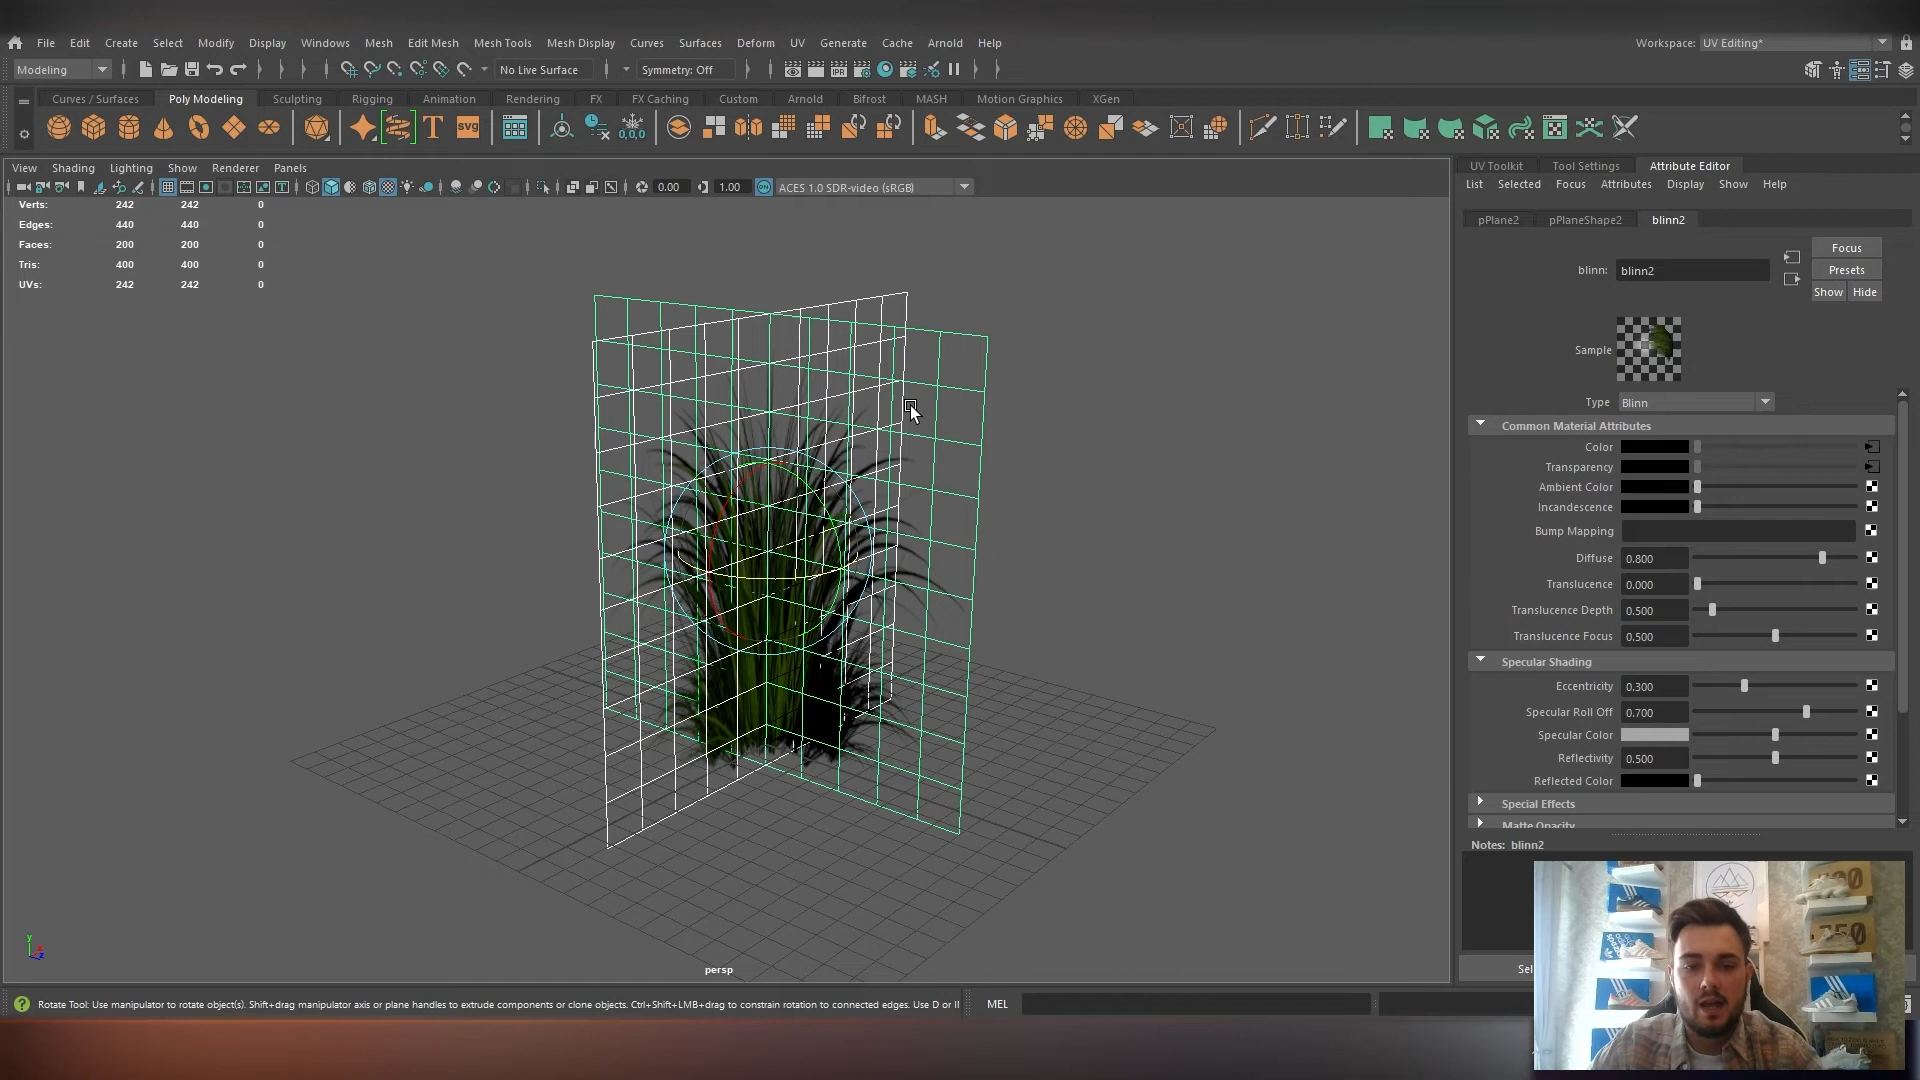 File Edit Create Select Modify Display Windows Mesh Edit Mesh Mesh Tools Mesh Display Curves Surfaces Deform UV Generate Cache Arnold Help Workspace: UV Editing*
Modeling No Live Surface Symmetry: Off
Curves / Surfaces Poly Modeling Sculpting Rigging Animation Rendering FX FX Caching Custom Arnold Bifrost MASH Motion Graphics XGen
T SVG 0,0,0
View Shading Lighting Show Renderer Panels
0.00 1.00 ACES 1.0 SDR-video (sRGB)
Verts: 242 242 0
Edges: 440 440 0
Faces: 200 200 0
Tris: 400 400 0
UVs: 242 242 0
persp
UV Toolkit Tool Settings Attribute Editor
List Selected Focus Attributes Display Show Help
pPlane2 pPlaneShape2 blinn2
blinn: blinn2
Focus
Presets
Show Hide
Sample
Type Blinn
Common Material Attributes
Color
Transparency
Ambient Color
Incandescence
Bump Mapping
Diffuse 0.800
Translucence 0.000
Translucence Depth 0.500
Translucence Focus 0.500
Specular Shading
Eccentricity 0.300
Specular Roll Off 0.700
Specular Color
Reflectivity 0.500
Reflected Color
Special Effects
Matte Opacity
Notes: blinn2
Sel
Rotate Tool: Use manipulator to rotate object(s). Shift+drag manipulator axis or plane handles to extrude components or clone objects. Ctrl+Shift+LMB+drag to constrain rotation to connected edges. Use D or I
MEL